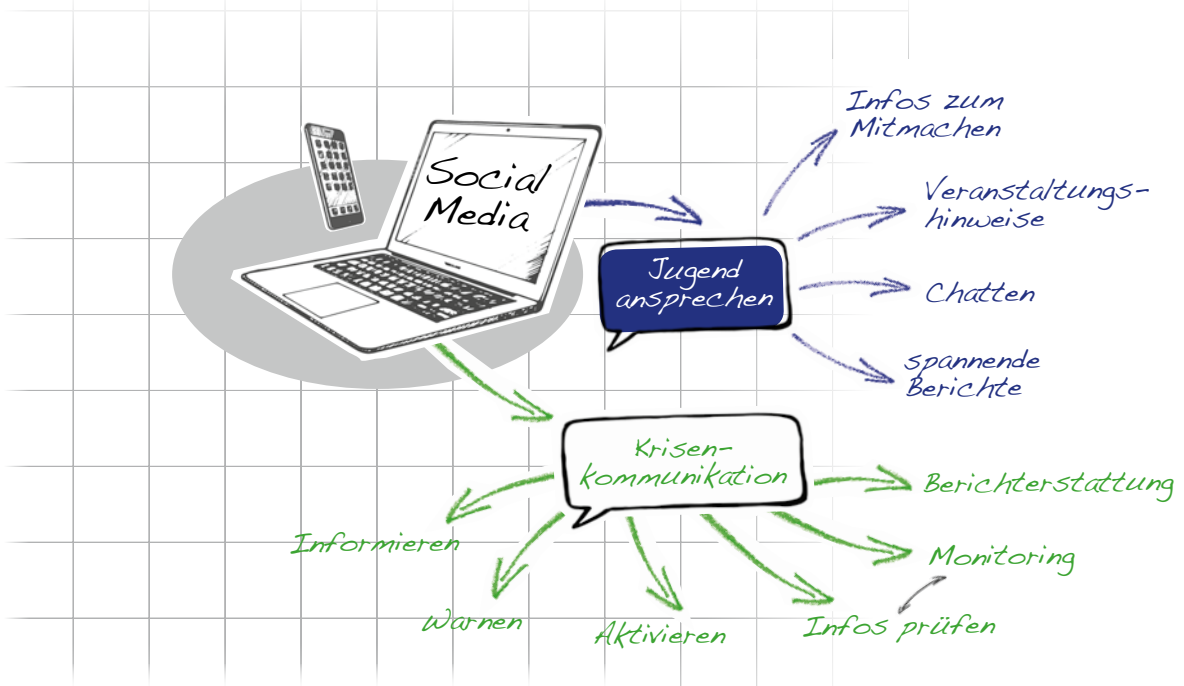 Social
Media
Infos zum
Mitmachen
Veranstaltungs-
hinweise
Jugend
ansprechen
Chatten
spannende
Berichte
Krisen-
kommunikation
Berichterstattung
Informieren
Monitoring
Warnen
Aktivieren
Infos prüfen